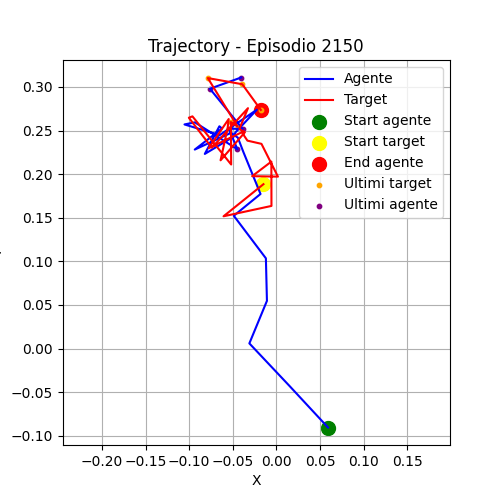 Trajectory - Episodio 2150
Agente
Target
Start agente
Start target
End agente
Ultimi target
Ultimi agente
0.30
0.25
0.20
0.15
0.10
0.05
0.00
−0.05
−0.10
−0.20 −0.15 −0.10 −0.05 0.00 0.05 0.10 0.15
X